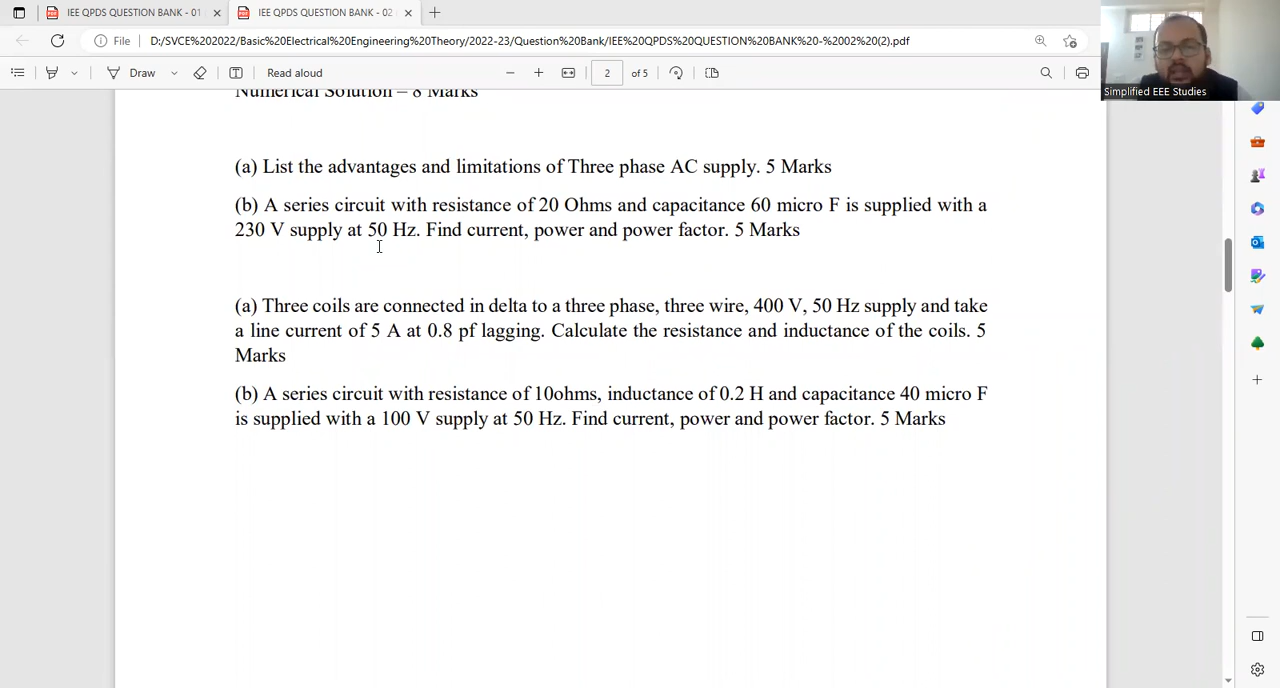 IEE QPDS QUESTION BANK - 01
IEE QPDS QUESTION BANK - 02
File
D:/SVCE%202022/Basic%20Electrical%20Engineering%20Theory/2022-23/Question%20Bank/IEE%20QPDS%20QUESTION%20BANK%20-%2002%20(2).pdf
Draw
Read aloud
2
of 5
Simplified EEE Studies
Numerical Solution – 8 Marks
(a) List the advantages and limitations of Three phase AC supply. 5 Marks
(b) A series circuit with resistance of 20 Ohms and capacitance 60 micro F is supplied with a
230 V supply at 50 Hz. Find current, power and power factor. 5 Marks
(a) Three coils are connected in delta to a three phase, three wire, 400 V, 50 Hz supply and take
a line current of 5 A at 0.8 pf lagging. Calculate the resistance and inductance of the coils. 5
Marks
(b) A series circuit with resistance of 10ohms, inductance of 0.2 H and capacitance 40 micro F
is supplied with a 100 V supply at 50 Hz. Find current, power and power factor. 5 Marks